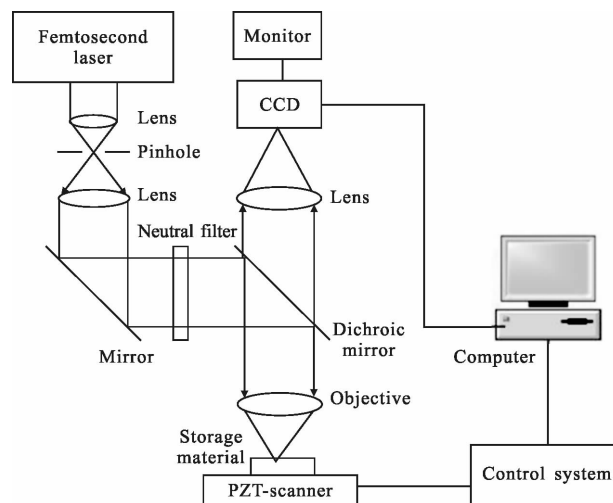 Femtosecond
laser
Monitor
CCD
Lens
Pinhole
Lens
Lens
Neutral filter
Mirror
Dichroic
mirror
Computer
Objective
Storage
material
PZT-scanner
Control system